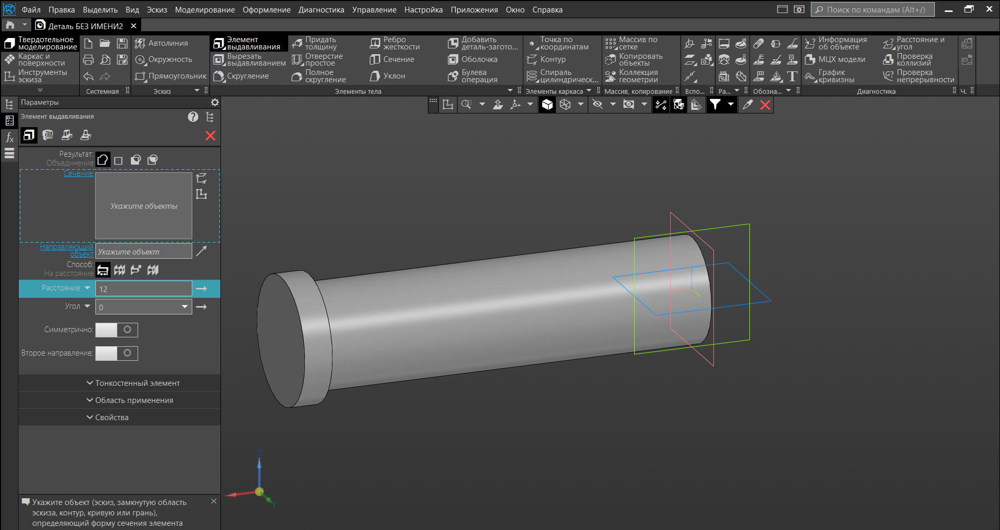 Файл Правка Выделить Вид Эскиз Моделирование Оформление Диагностика Управление Настройка Приложения Окно Справка
Поиск по командам (Alt+/)
Деталь БЕЗ ИМЕНИ2
Твердотельное
моделирование
Каркас и
поверхности
Инструменты
эскиза
Системная
Автолиния
Окружность
Прямоугольник
Эскиз
Элемент
выдавливания
Вырезать
выдавливанием
Скругление
Придать
толщину
Отверстие
простое
Полное
скругление
Ребро
жесткости
Сечение
Уклон
Добавить
деталь-загото...
Оболочка
Булева
операция
Элементы тела
Точка по
координатам
Контур
Спираль
цилиндрическ...
Элементы каркаса
Массив по
сетке
Копировать
объекты
Коллекция
геометрии
Массив, копирование
Вспо...
Ра...
Обозна...
Информация
об объекте
МЦХ модели
График
кривизны
Расстояние и
угол
Проверка
коллизий
Проверка
непрерывности
Диагностика
Ч.
Параметры
Элемент выдавливания
Результат:
Объединение
Сечение
Укажите объекты
Направляющий
объект
Укажите объект
Способ:
На расстояние
Расстояние 12
Угол 0
Симметрично:
Второе направление:
Тонкостенный элемент
Область применения
Свойства
Укажите объект (эскиз, замкнутую область
эскиза, контур, кривую или грань),
определяющий форму сечения элемента
Z
Y